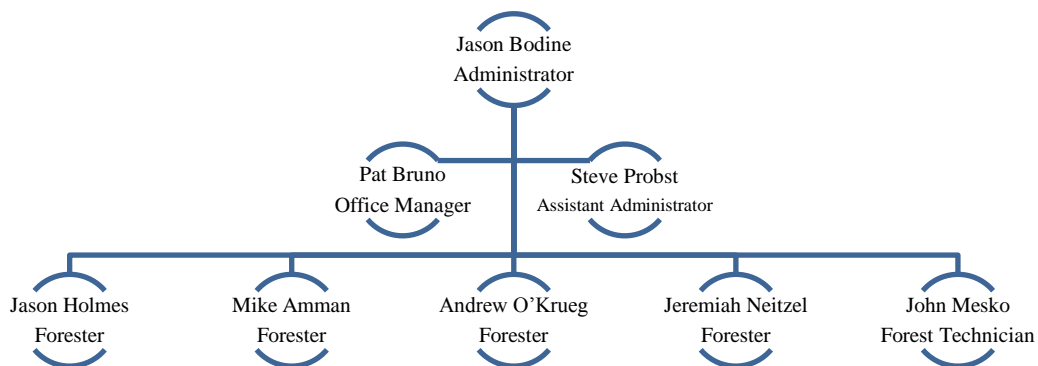 Jason Bodine
Administrator
Pat Bruno
Office Manager
Steve Probst
Assistant Administrator
Jason Holmes
Forester
Mike Amman
Forester
Andrew O’Krueg
Forester
Jeremiah Neitzel
Forester
John Mesko
Forest Technician